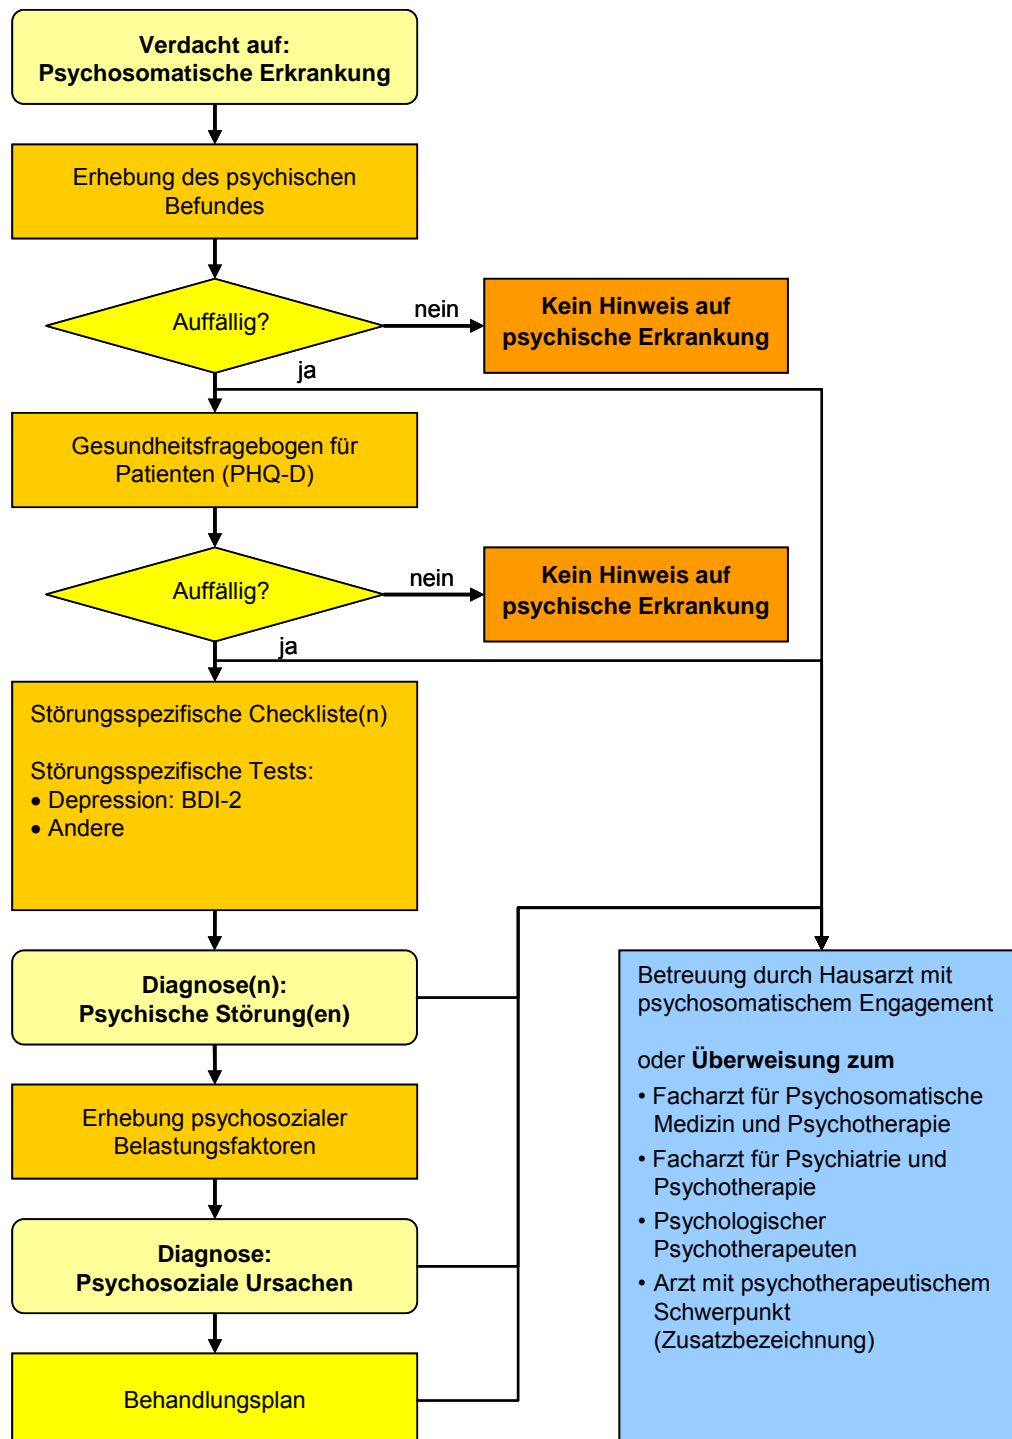 Verdacht auf:
Psychosomatische Erkrankung
Erhebung des psychischen
Befundes
Auffällig?
nein
Kein Hinweis auf
psychische Erkrankung
ja
Gesundheitsfragebogen für
Patienten (PHQ-D)
Auffällig?
nein
Kein Hinweis auf
psychische Erkrankung
ja
Störungsspezifische Checkliste(n)
Störungsspezifische Tests:
• Depression: BDI-2
• Andere
Diagnose(n):
Psychische Störung(en)
Erhebung psychosozialer
Belastungsfaktoren
Diagnose:
Psychosoziale Ursachen
Behandlungsplan
Betreuung durch Hausarzt mit
psychosomatischem Engagement
oder Überweisung zum
• Facharzt für Psychosomatische
Medizin und Psychotherapie
• Facharzt für Psychiatrie und
Psychotherapie
• Psychologischer
Psychotherapeuten
• Arzt mit psychotherapeutischem
Schwerpunkt
(Zusatzbezeichnung)